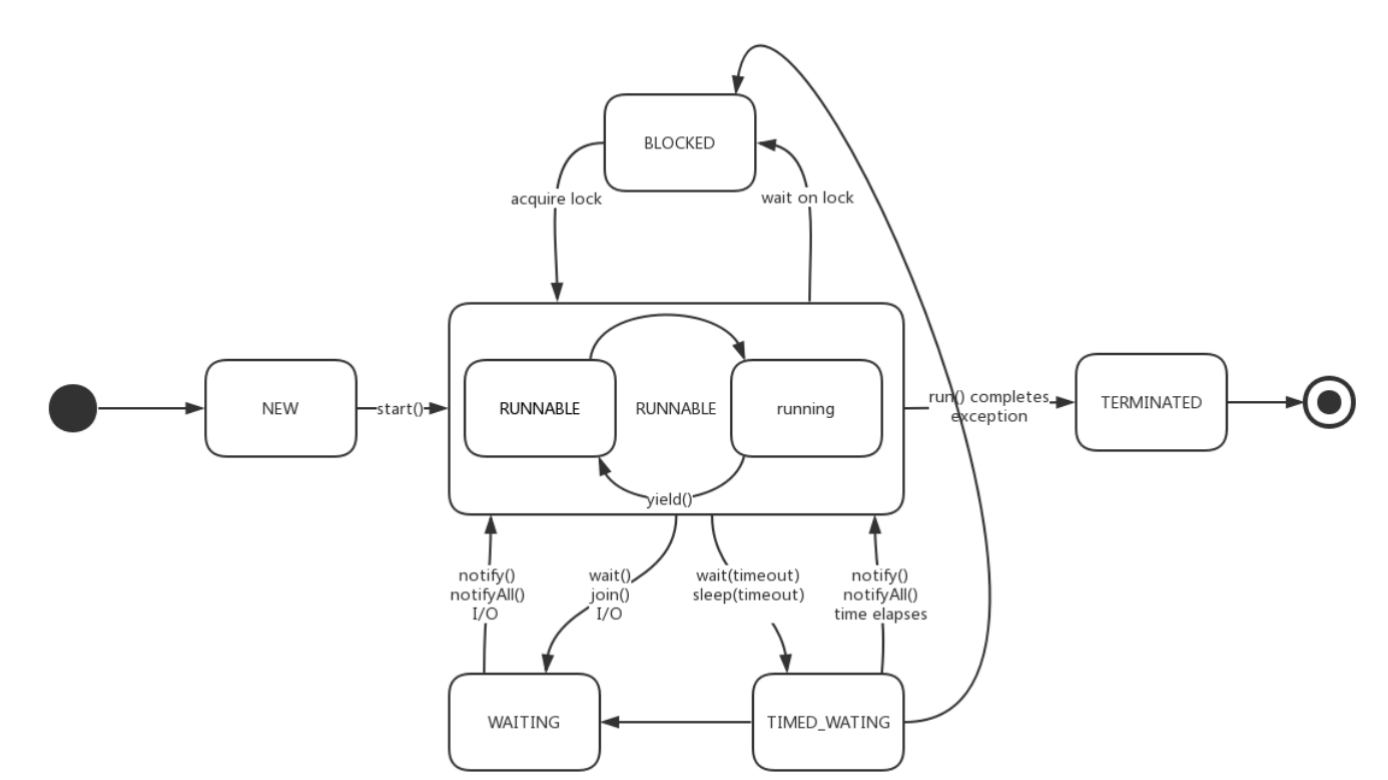 BLOCKED
acquire lock
wait on lock
NEW
start()
RUNNABLE
RUNNABLE
running
yield()
run() completes
exception
TERMINATED
notify()
notifyAll()
I/O
wait()
join()
I/O
wait(timeout)
sleep(timeout)
notify()
notifyAll()
time elapses
WAITING
TIMED_WATING